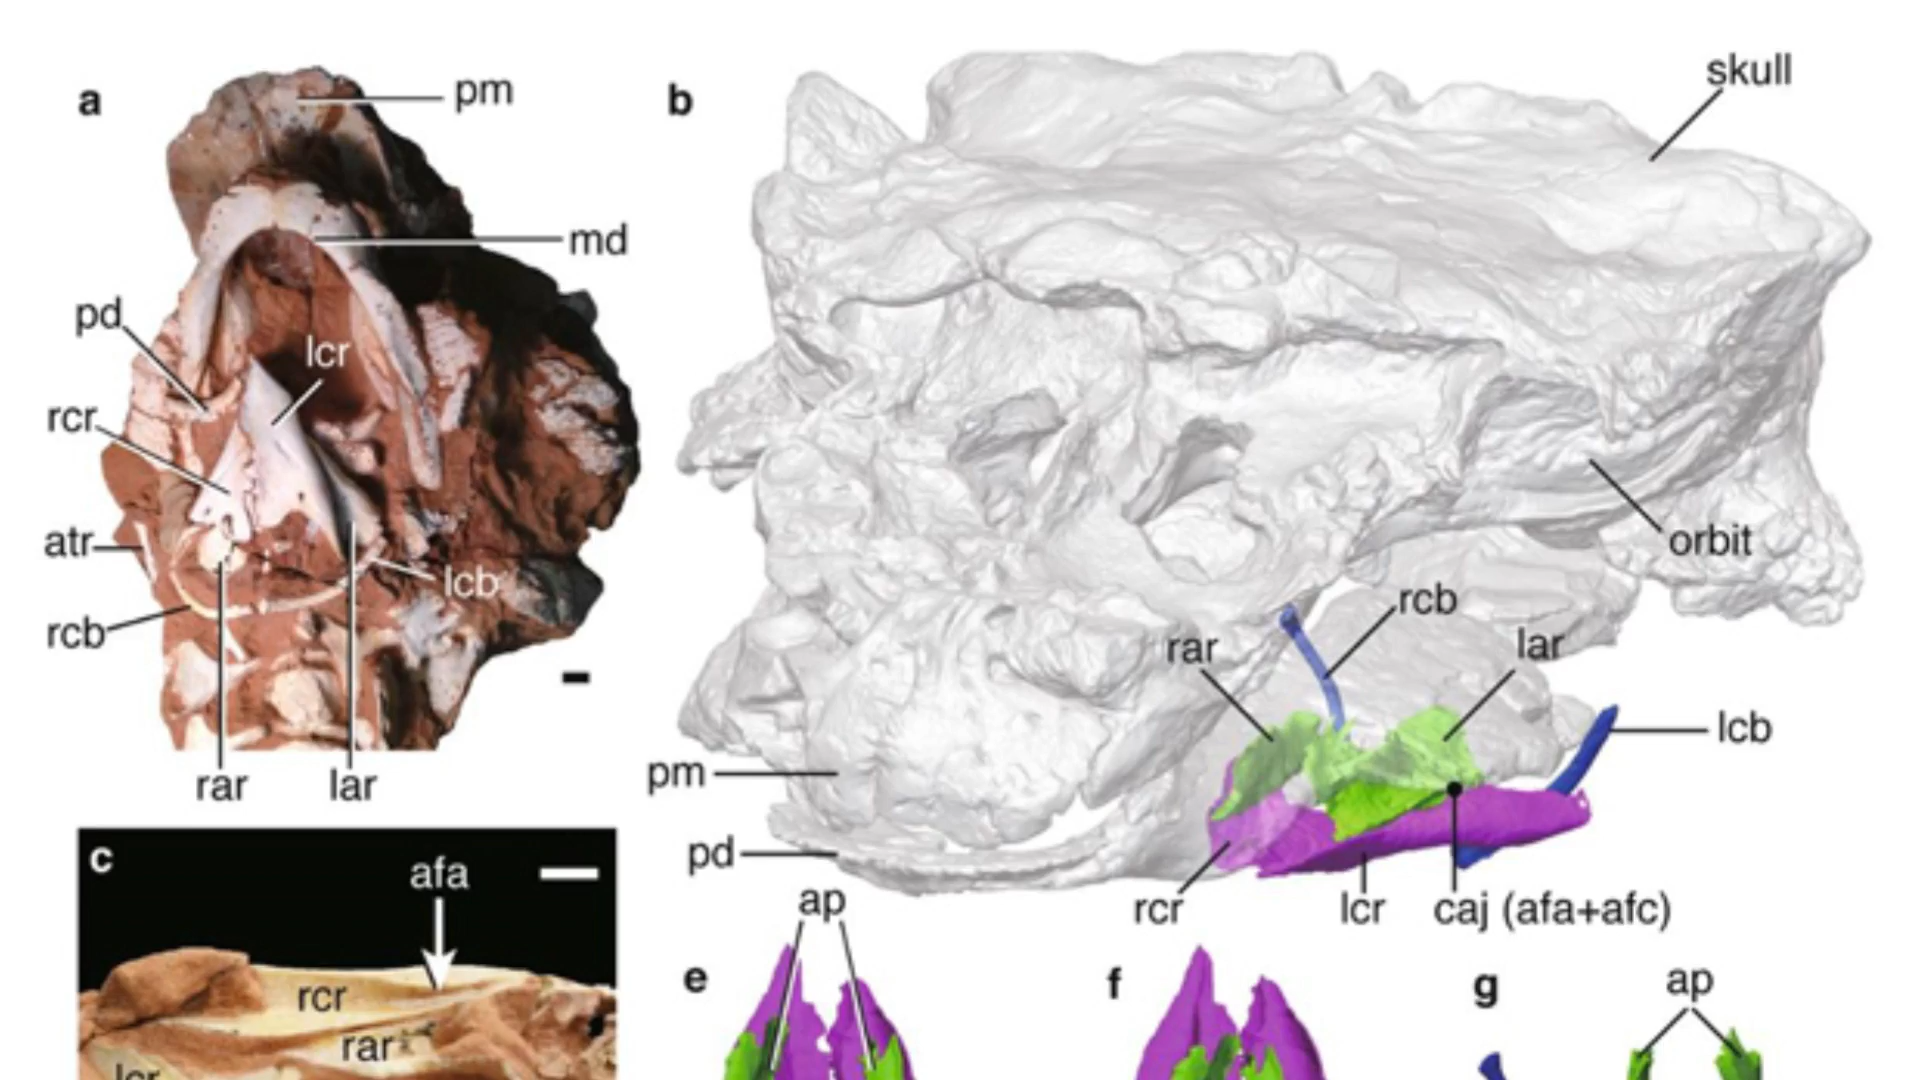 a
pm
md
pd
lcr
rcr
atr
lcb
rcb
rar
lar
b
skull
orbit
rcb
rar
lar
lcb
pm
pd
rcr
lcr
caj (afa+afc)
c
afa
rcr
rar
lcr
e
ap
f
g
ap